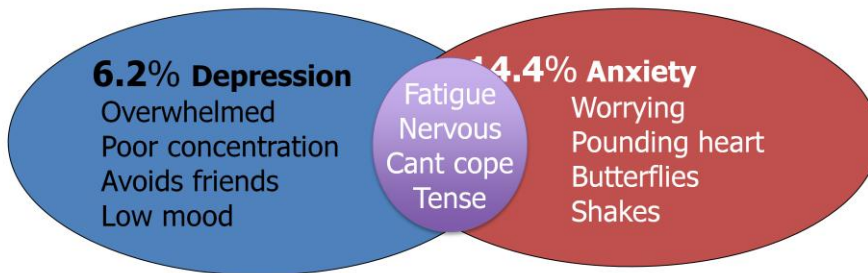 6.2% Depression
Overwhelmed
Poor concentration
Avoids friends
Low mood
Fatigue
Nervous
Cant cope
Tense
14.4% Anxiety
Worrying
Pounding heart
Butterflies
Shakes